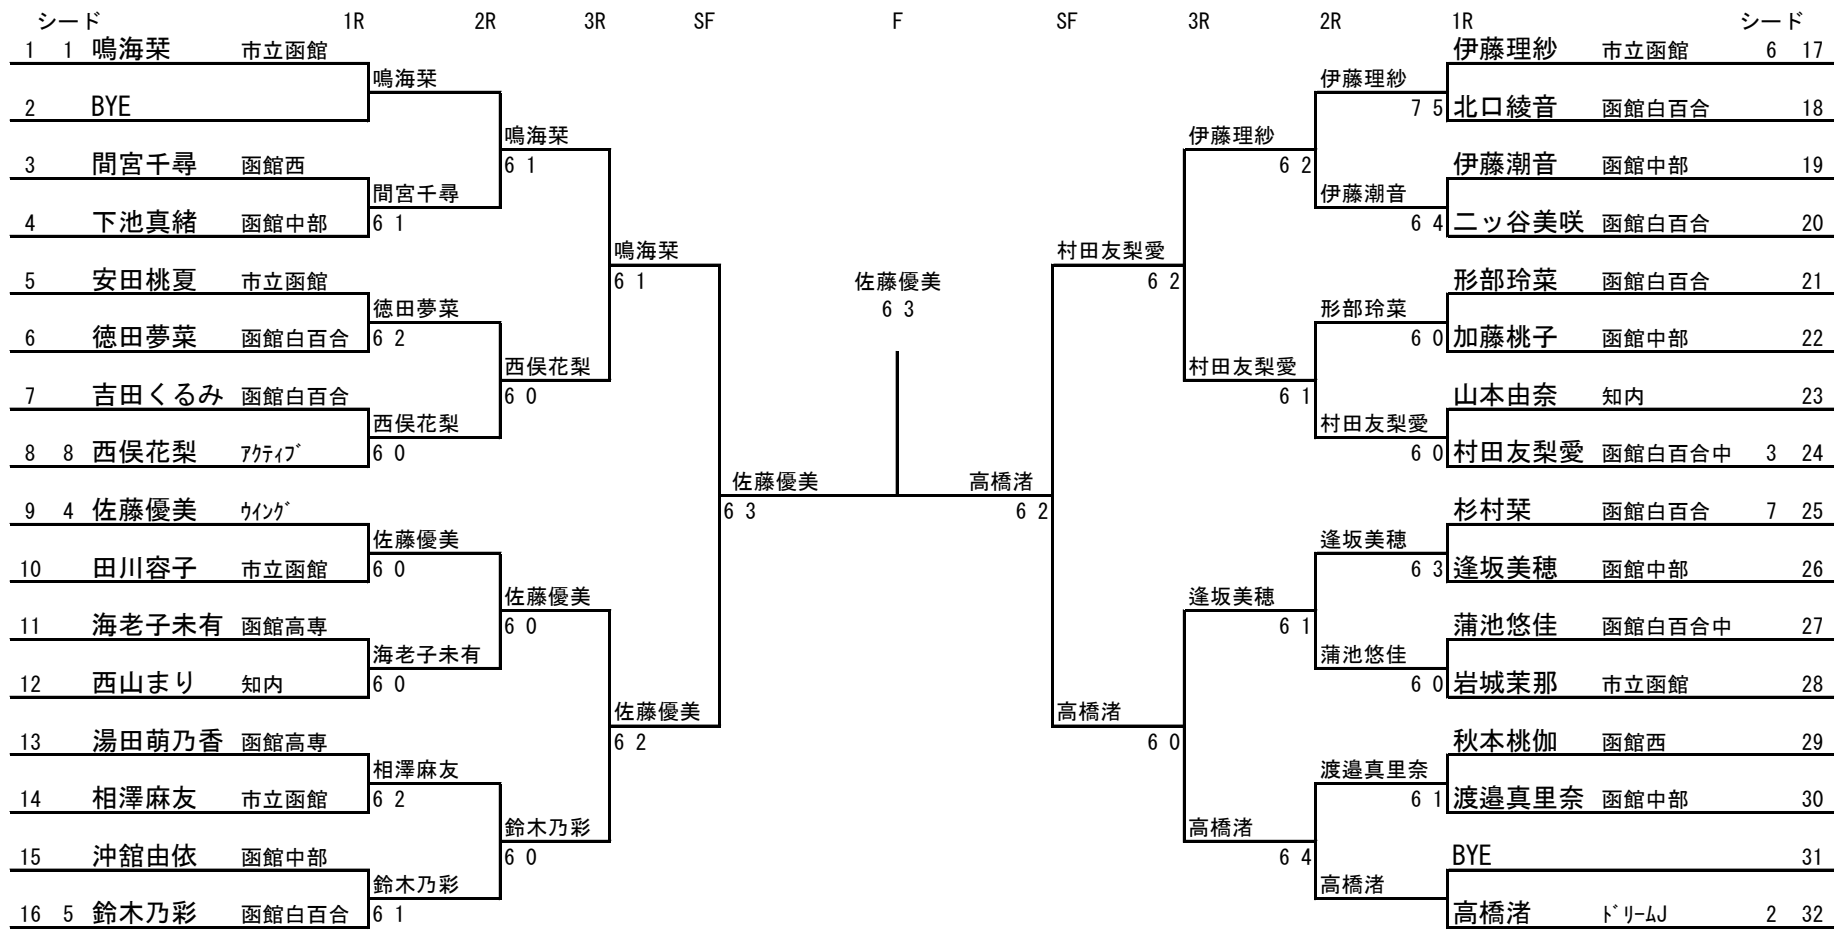 シード 1R 2R 3R SF F SF 3R 2R 1R シード
1 1 鳴海栞 市立函館 伊藤理紗 市立函館 6 17
鳴海栞 伊藤理紗
2 BYE 7 5 北口綾音 函館白百合 18
鳴海栞 伊藤理紗
3 間宮千尋 函館西 6 1 6 2 伊藤潮音 函館中部 19
間宮千尋 伊藤潮音
4 下池真緒 函館中部 6 1 6 4 二ッ谷美咲 函館白百合 20
鳴海栞 村田友梨愛
5 安田桃夏 市立函館 6 1 佐藤優美 6 2 形部玲菜 函館白百合 21
徳田夢菜 6 3 形部玲菜
6 徳田夢菜 函館白百合 6 2 6 0 加藤桃子 函館中部 22
西俣花梨 村田友梨愛
7 吉田くるみ 函館白百合 6 0 6 1 山本由奈 知内 23
西俣花梨 村田友梨愛
8 8 西俣花梨 ｱｸﾃｨﾌﾞ 6 0 6 0 村田友梨愛 函館白百合中 3 24
佐藤優美 高橋渚
9 4 佐藤優美 ｳｲﾝｸﾞ 6 3 6 2 杉村栞 函館白百合 7 25
佐藤優美 逢坂美穂
10 田川容子 市立函館 6 0 6 3 逢坂美穂 函館中部 26
佐藤優美 逢坂美穂
11 海老子未有 函館高専 6 0 6 1 蒲池悠佳 函館白百合中 27
海老子未有 蒲池悠佳
12 西山まり 知内 6 0 6 0 岩城茉那 市立函館 28
佐藤優美 高橋渚
13 湯田萌乃香 函館高専 6 2 6 0 秋本桃伽 函館西 29
相澤麻友 渡邉真里奈
14 相澤麻友 市立函館 6 2 6 1 渡邉真里奈 函館中部 30
鈴木乃彩 高橋渚
15 沖舘由依 函館中部 6 0 6 4 BYE 31
鈴木乃彩 高橋渚
16 5 鈴木乃彩 函館白百合 6 1 高橋渚 ﾄﾞﾘｰﾑJ 2 32